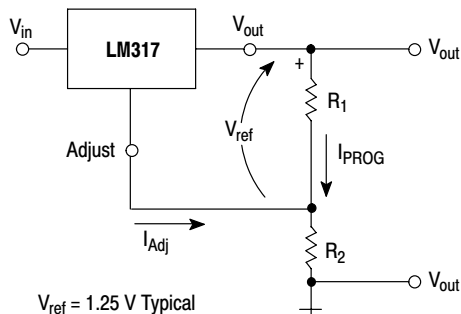 V_in
LM317
V_out
V_out
+
R_1
V_ref
Adjust
I_PROG
I_Adj
R_2
V_out
V_ref = 1.25 V Typical